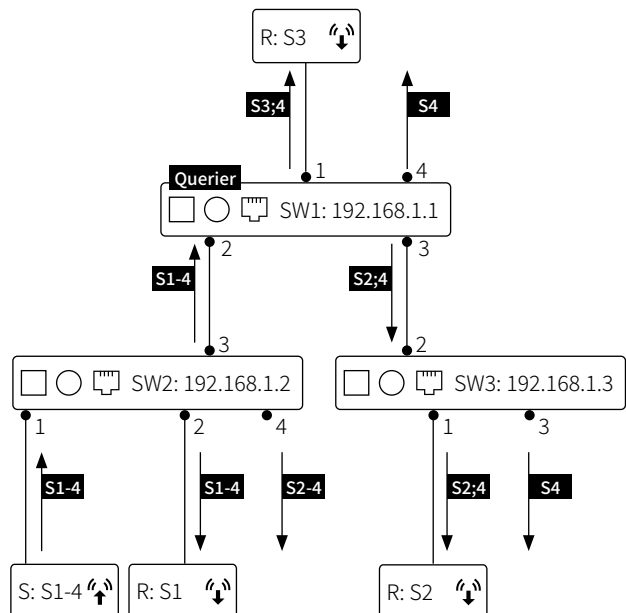 R: S3
S3;4
S4
1
4
Querier
SW1: 192.168.1.1
2
3
S1-4
S2;4
3
2
SW2: 192.168.1.2
SW3: 192.168.1.3
1
2
4
1
3
S1-4
S1-4
S2-4
S2;4
S4
S: S1-4
R: S1
R: S2